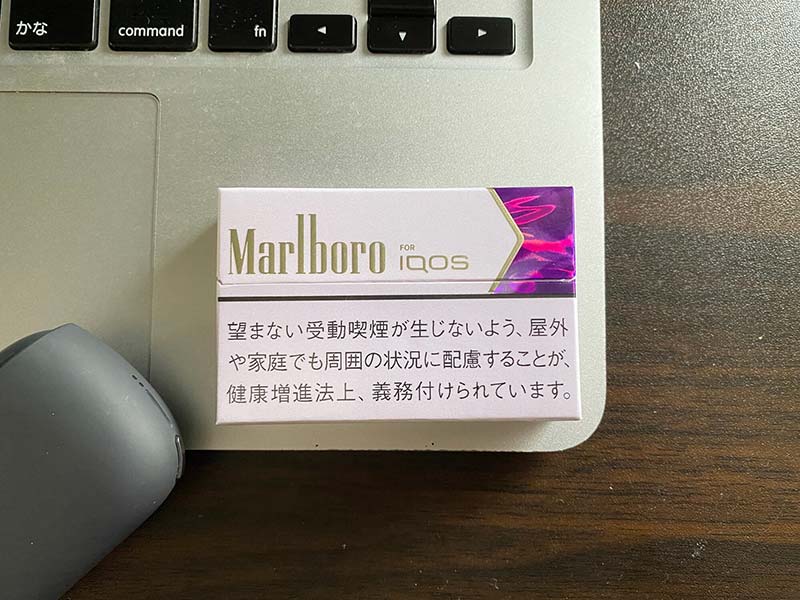 かな
command
fn
◄
▼
►
Marlboro FOR IQOS
望まない受動喫煙が生じないよう、屋外
や家庭でも周囲の状況に配慮することが、
健康増進法上、義務付けられています。